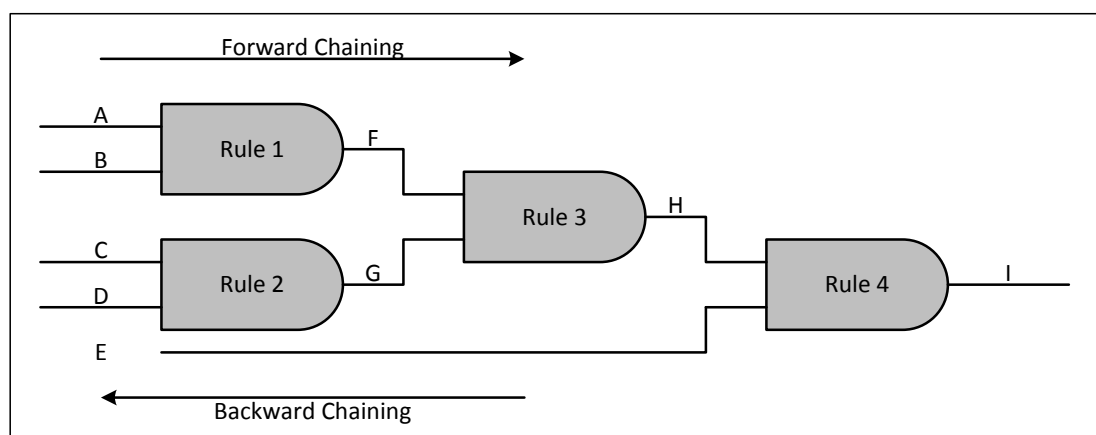 Forward Chaining
A
B
Rule 1
F
C
D
Rule 2
G
Rule 3
H
E
Rule 4
I
Backward Chaining